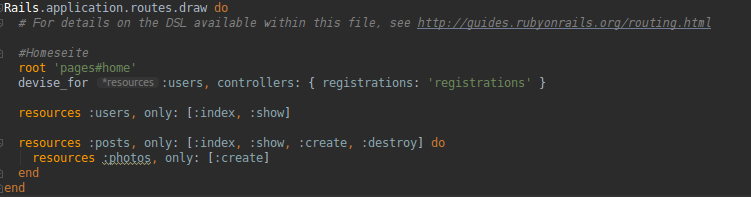 Rails.application.routes.draw do
  # For details on the DSL available within this file, see http://guides.rubyonrails.org/routing.html

  #Homeseite
  root 'pages#home'
  devise_for *resources :users, controllers: { registrations: 'registrations' }

  resources :users, only: [:index, :show]

  resources :posts, only: [:index, :show, :create, :destroy] do
    resources :photos, only: [:create]
  end
end